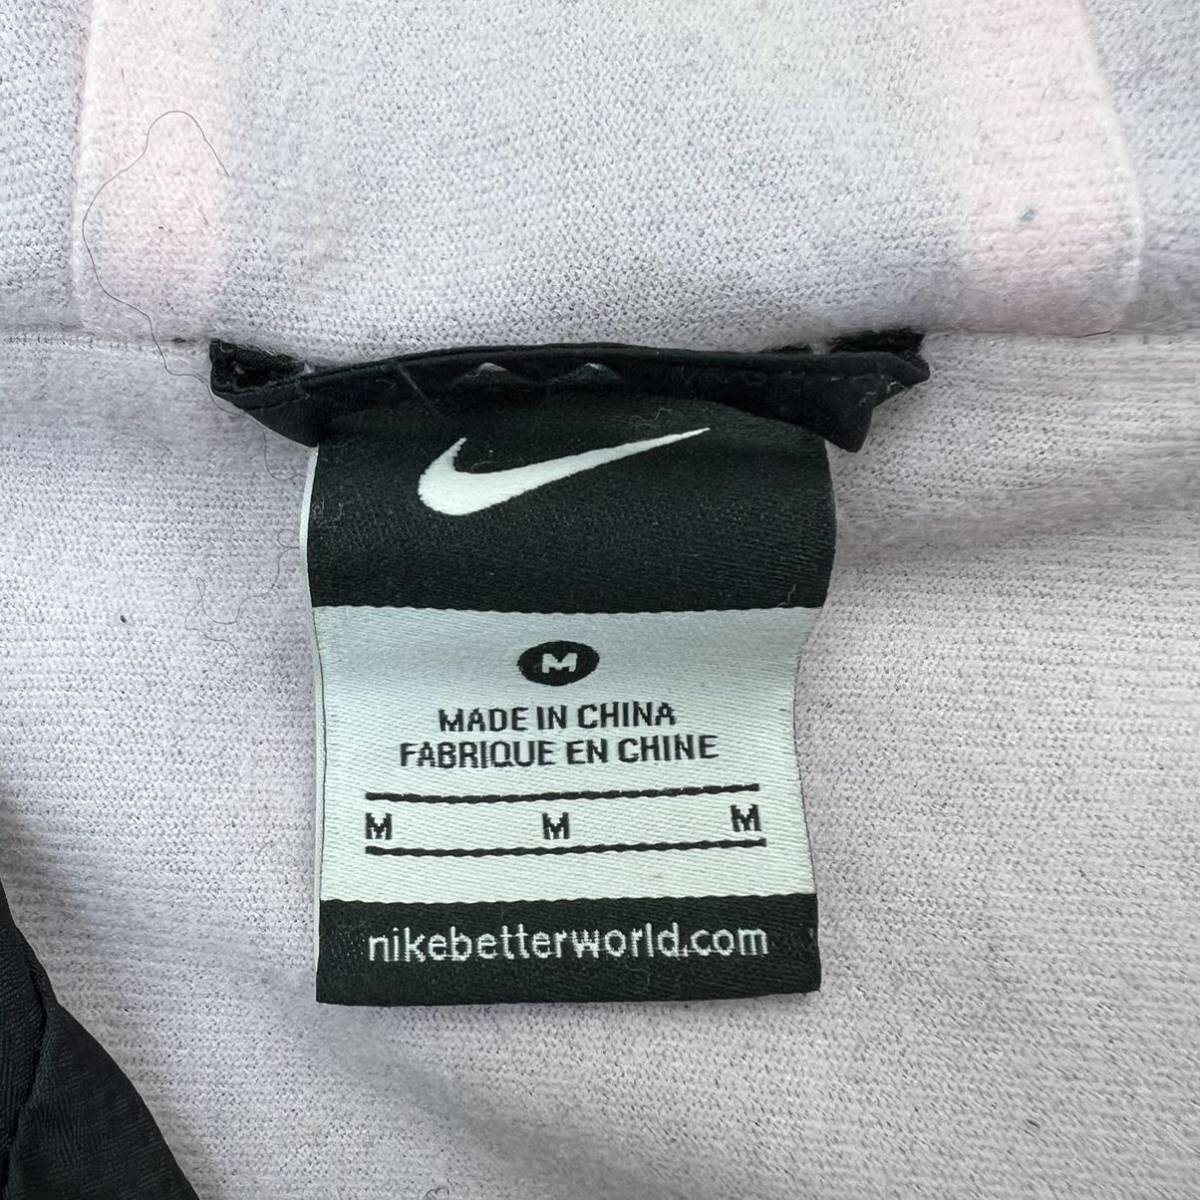 M
MADE IN CHINA
FABRIQUE EN CHINE
M M M
nikebetterworld.com